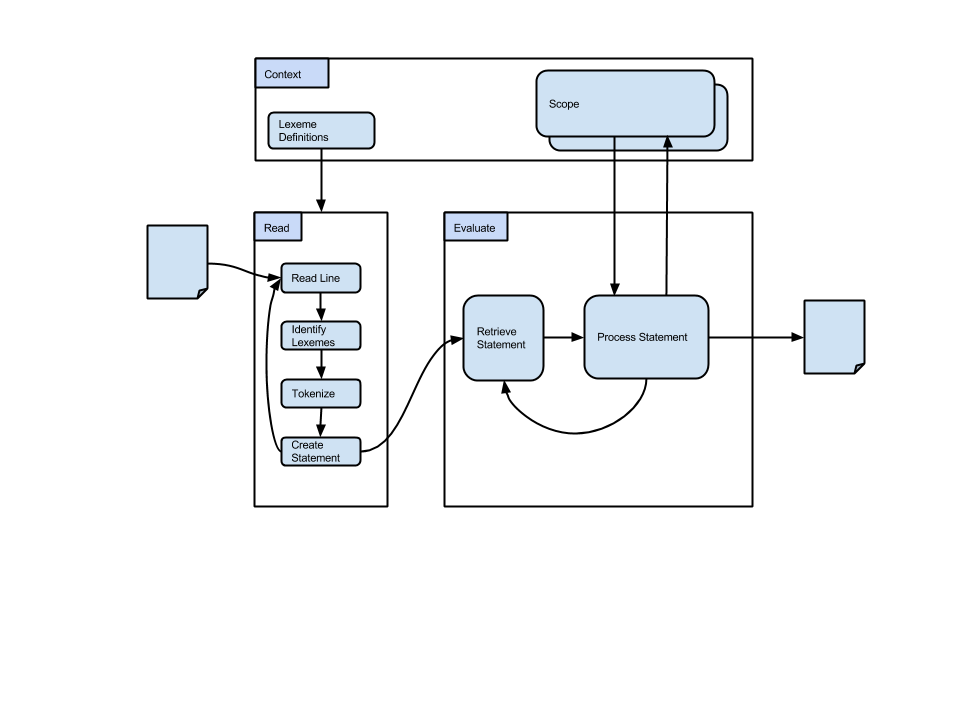 Context
Scope
Lexeme
Definitions
Read
Evaluate
Read Line
Identify
Lexemes
Tokenize
Create
Statement
Retrieve
Statement
Process Statement